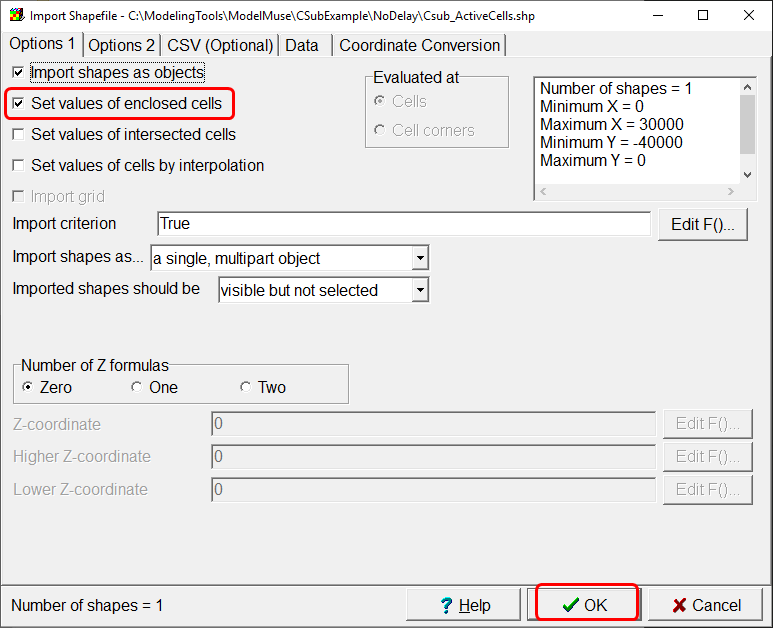 Import Shapefile - C:\ModelingTools\ModelMuse\CSubExample\NoDelay\Csub_ActiveCells.shp
Options 1 Options 2 CSV (Optional) Data Coordinate Conversion
Import shapes as objects
Set values of enclosed cells
Set values of intersected cells
Set values of cells by interpolation
Import grid
Evaluated at
Cells
Cell corners
Number of shapes = 1
Minimum X = 0
Maximum X = 30000
Minimum Y = -40000
Maximum Y = 0
Import criterion True Edit F()...
Import shapes as... a single, multipart object
Imported shapes should be visible but not selected
Number of Z formulas
Zero One Two
Z-coordinate 0 Edit F()...
Higher Z-coordinate 0 Edit F()...
Lower Z-coordinate 0 Edit F()...
Number of shapes = 1 ? Help OK Cancel